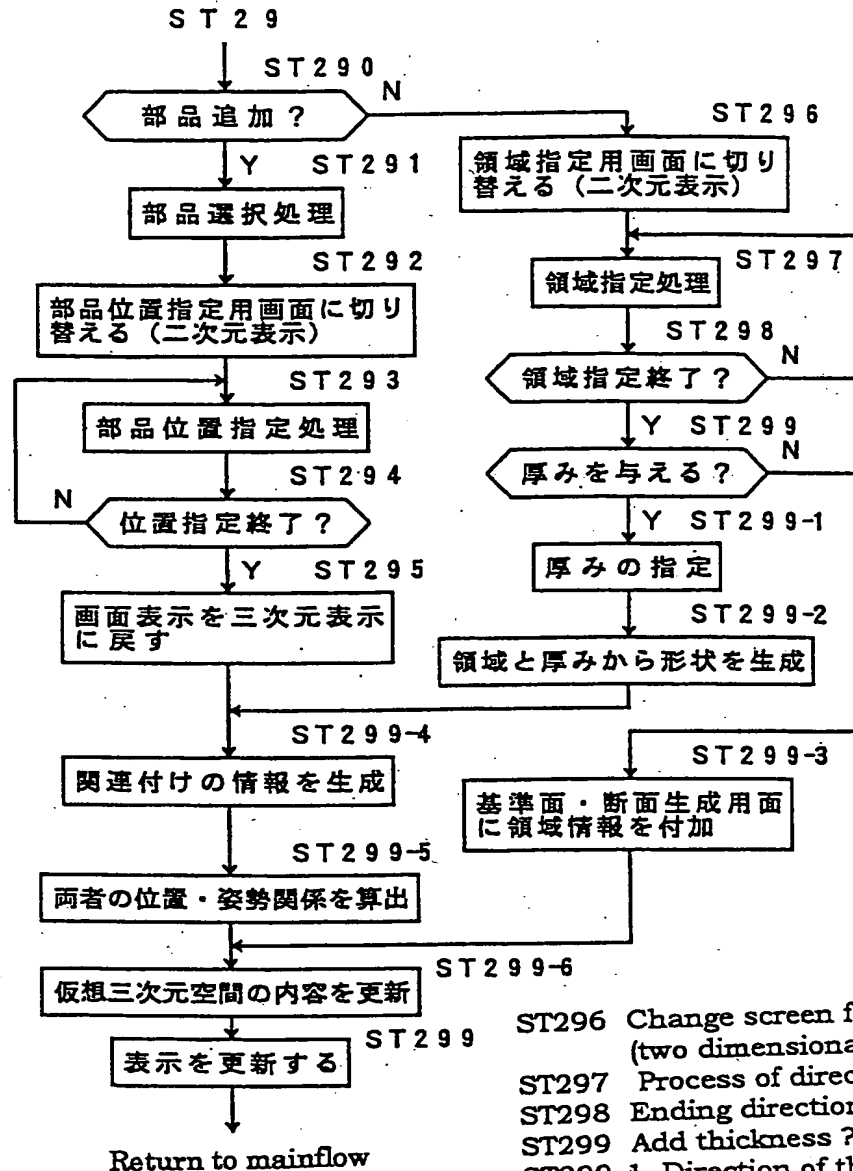 ST29
ST290
部品追加？
N
Y ST291
部品選択処理
ST292
部品位置指定用画面に切り
替える（二次元表示）
ST293
部品位置指定処理
ST294
N
位置指定終了？
Y ST295
画面表示を三次元表示
に戻す
ST296
領域指定用画面に切り
替える（二次元表示）
ST297
領域指定処理
ST298
領域指定終了？
N
Y ST299
厚みを与える？
N
Y ST299-1
厚みの指定
ST299-2
領域と厚みから形状を生成
ST299-4
関連付けの情報を生成
ST299-3
基準面・断面生成用面
に領域情報を付加
ST299-5
両者の位置・姿勢関係を算出
ST299-6
仮想三次元空間の内容を更新
ST299
表示を更新する
Return to mainflow
ST296 Change screen f
(two dimensiona
ST297 Process of direc
ST298 Ending direction
ST299 Add thickness ?